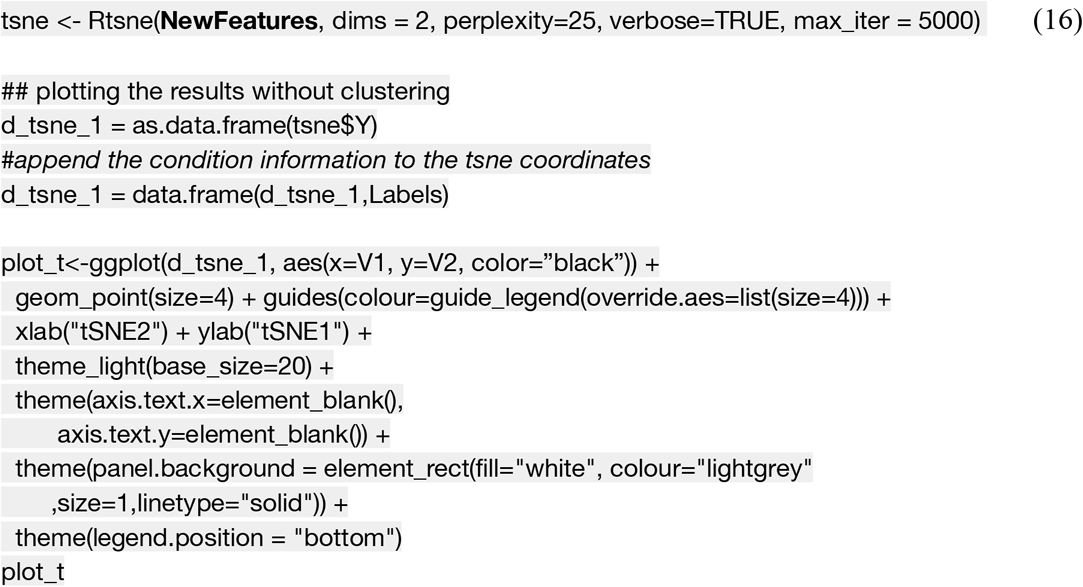 tsne <- Rtsne(NewFeatures, dims = 2, perplexity=25, verbose=TRUE, max_iter = 5000) (16)
## plotting the results without clustering
d_tsne_1 = as.data.frame(tsne$Y)
#append the condition information to the tsne coordinates
d_tsne_1 = data.frame(d_tsne_1,Labels)
plot_t<-ggplot(d_tsne_1, aes(x=V1, y=V2, color=”black”)) +
geom_point(size=4) + guides(colour=guide_legend(override.aes=list(size=4))) +
xlab("tSNE2") + ylab("tSNE1") +
theme_light(base_size=20) +
theme(axis.text.x=element_blank(),
axis.text.y=element_blank()) +
theme(panel.background = element_rect(fill="white", colour="lightgrey"
,size=1,linetype="solid")) +
theme(legend.position = "bottom")
plot_t